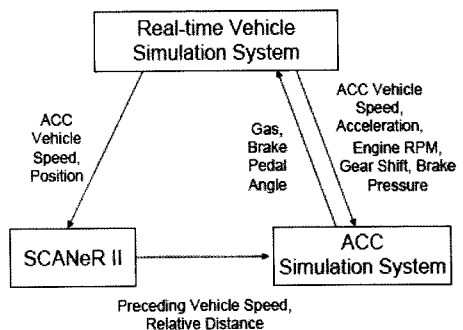 Real-time Vehicle
Simulation System
ACC
Vehicle
Speed,
Position
Gas,
Brake
Pedal
Angle
ACC Vehicle
Speed,
Acceleration,
Engine RPM,
Gear Shift, Brake
Pressure
SCANeR II
ACC
Simulation System
Preceding Vehicle Speed,
Relative Distance